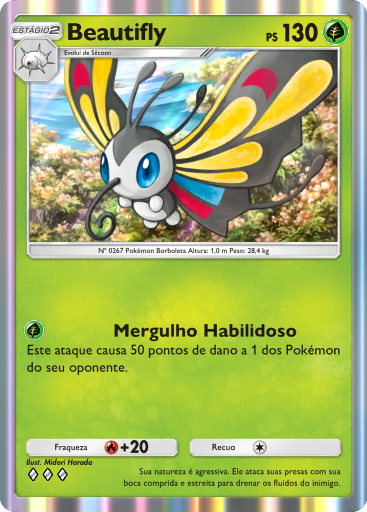 ESTÁGIO2 Beautifly PS 130
Evolui de Silcoon
Nº 0267 Pokémon Borboleta Altura: 1,0 m Peso: 28,4 kg
Mergulho Habilidoso
Este ataque causa 50 pontos de dano a 1 dos Pokémon
do seu oponente.
Fraqueza +20 Recuo
Ilust. Midori Harada
Sua natureza é agressiva. Ele ataca suas presas com sua
boca comprida e estreita para drenar os fluidos do inimigo.